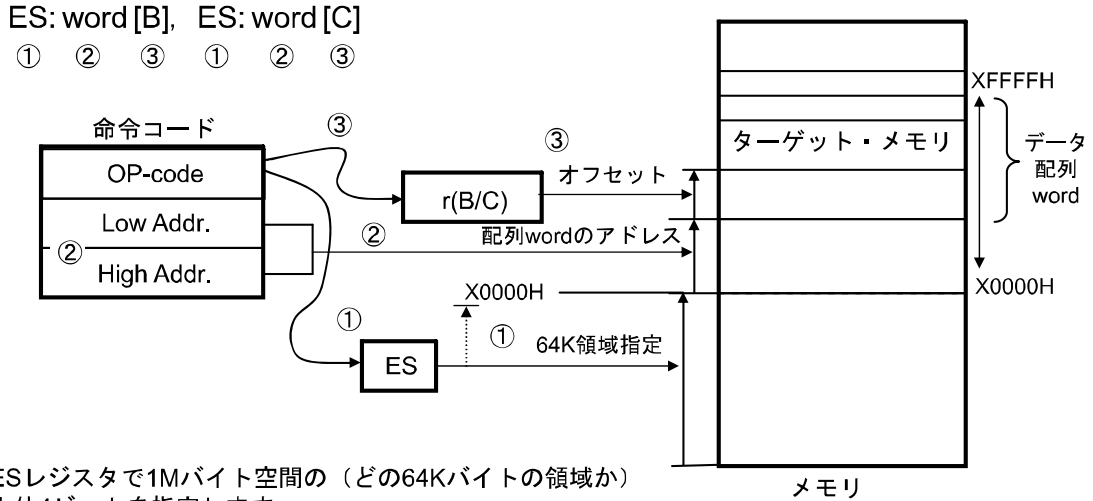 ES: word [B],  ES: word [C]
① ② ③ ① ② ③
命令コード
OP-code
Low Addr.
②
High Addr.
③
r(B/C)
③
オフセット
②
配列wordのアドレス
X0000H
①
ES
①
64K領域指定
XFFFFH
ターゲット・メモリ
データ
配列
word
X0000H
メモリ
ESレジスタで1Mバイト空間の（どの64Kバイトの領域か）